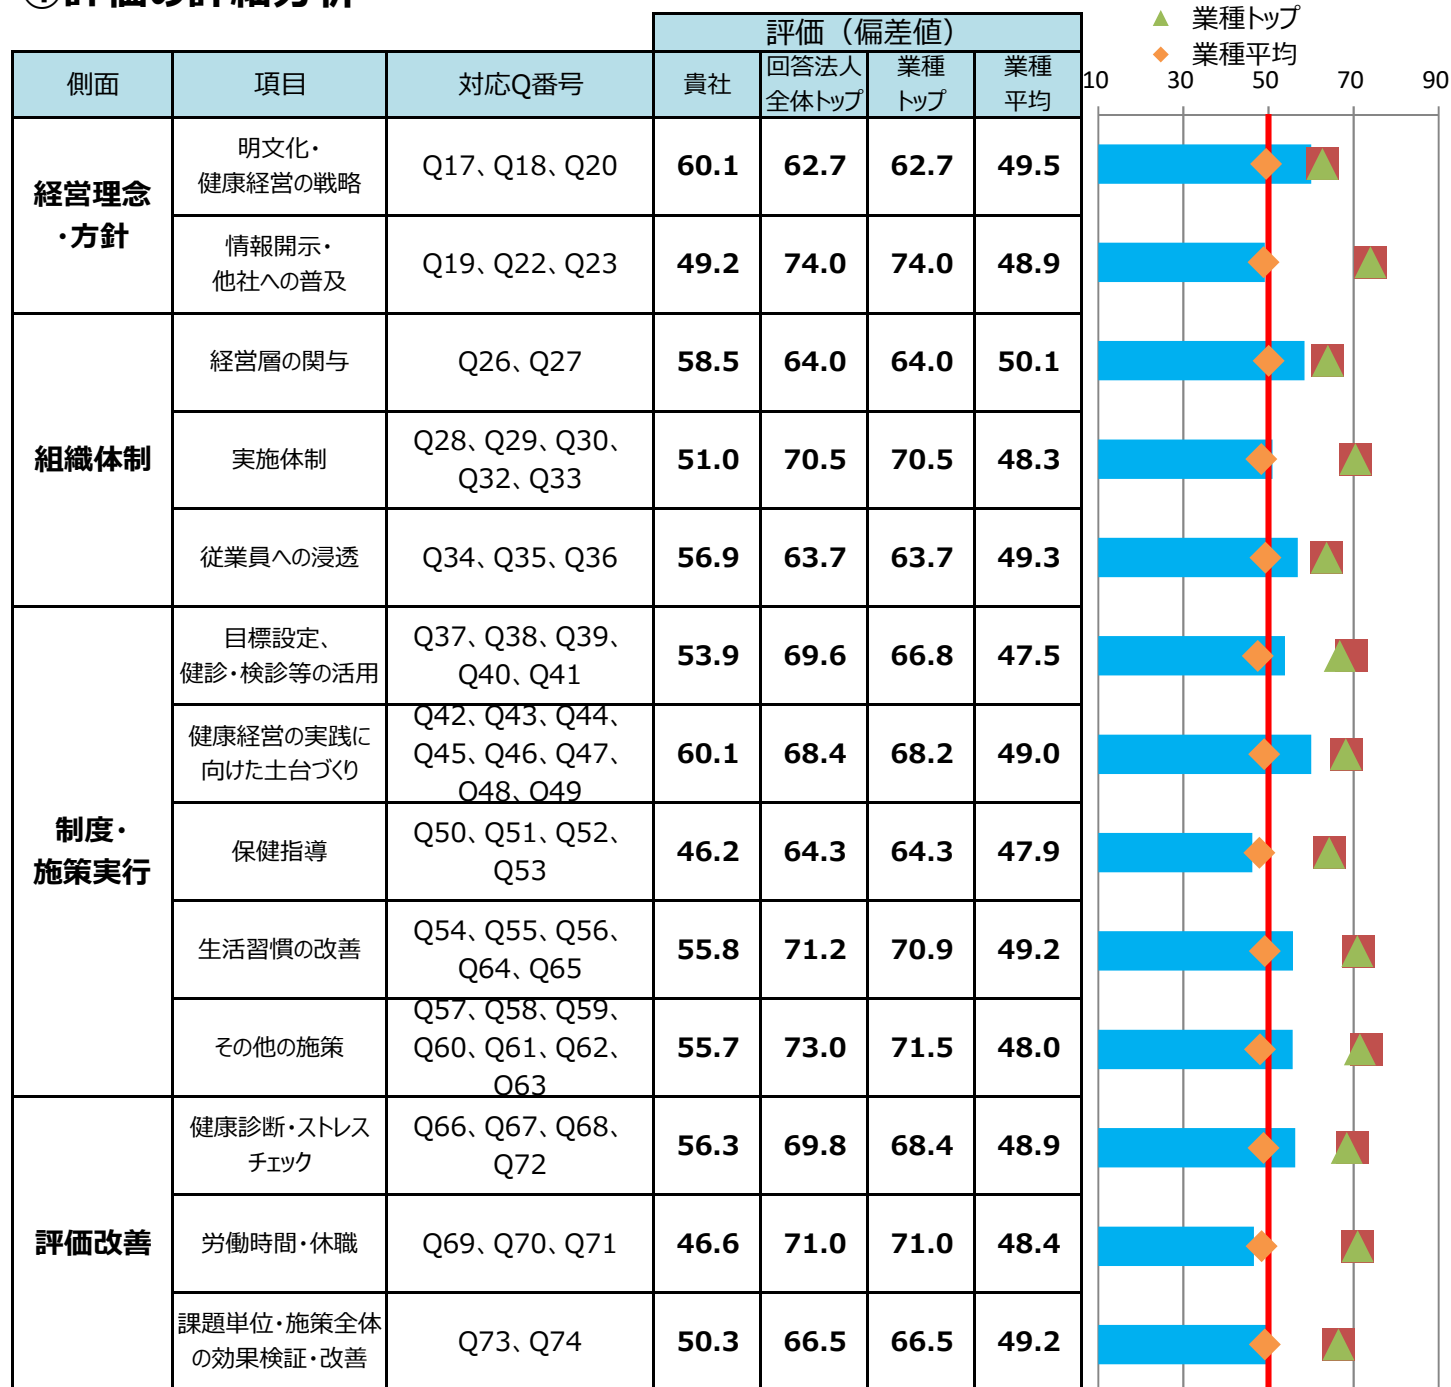 ①評価の詳細分析
▲ 業種トップ
◆ 業種平均
評価（偏差値）
側面 項目 対応Q番号 貴社 回答法人全体トップ 業種トップ 業種平均
10 30 50 70 90
経営理念
・方針
明文化・
健康経営の戦略
Q17、Q18、Q20
60.1 62.7 62.7 49.5
情報開示・
他社への普及
Q19、Q22、Q23
49.2 74.0 74.0 48.9
組織体制
経営層の関与
Q26、Q27
58.5 64.0 64.0 50.1
実施体制
Q28、Q29、Q30、
Q32、Q33
51.0 70.5 70.5 48.3
従業員への浸透
Q34、Q35、Q36
56.9 63.7 63.7 49.3
制度・
施策実行
目標設定、
健診・検診等の活用
Q37、Q38、Q39、
Q40、Q41
53.9 69.6 66.8 47.5
健康経営の実践に
向けた土台づくり
Q42、Q43、Q44、
Q45、Q46、Q47、
Q48、Q49
60.1 68.4 68.2 49.0
保健指導
Q50、Q51、Q52、
Q53
46.2 64.3 64.3 47.9
生活習慣の改善
Q54、Q55、Q56、
Q64、Q65
55.8 71.2 70.9 49.2
その他の施策
Q57、Q58、Q59、
Q60、Q61、Q62、
Q63
55.7 73.0 71.5 48.0
評価改善
健康診断・ストレス
チェック
Q66、Q67、Q68、
Q72
56.3 69.8 68.4 48.9
労働時間・休職
Q69、Q70、Q71
46.6 71.0 71.0 48.4
課題単位・施策全体
の効果検証・改善
Q73、Q74
50.3 66.5 66.5 49.2